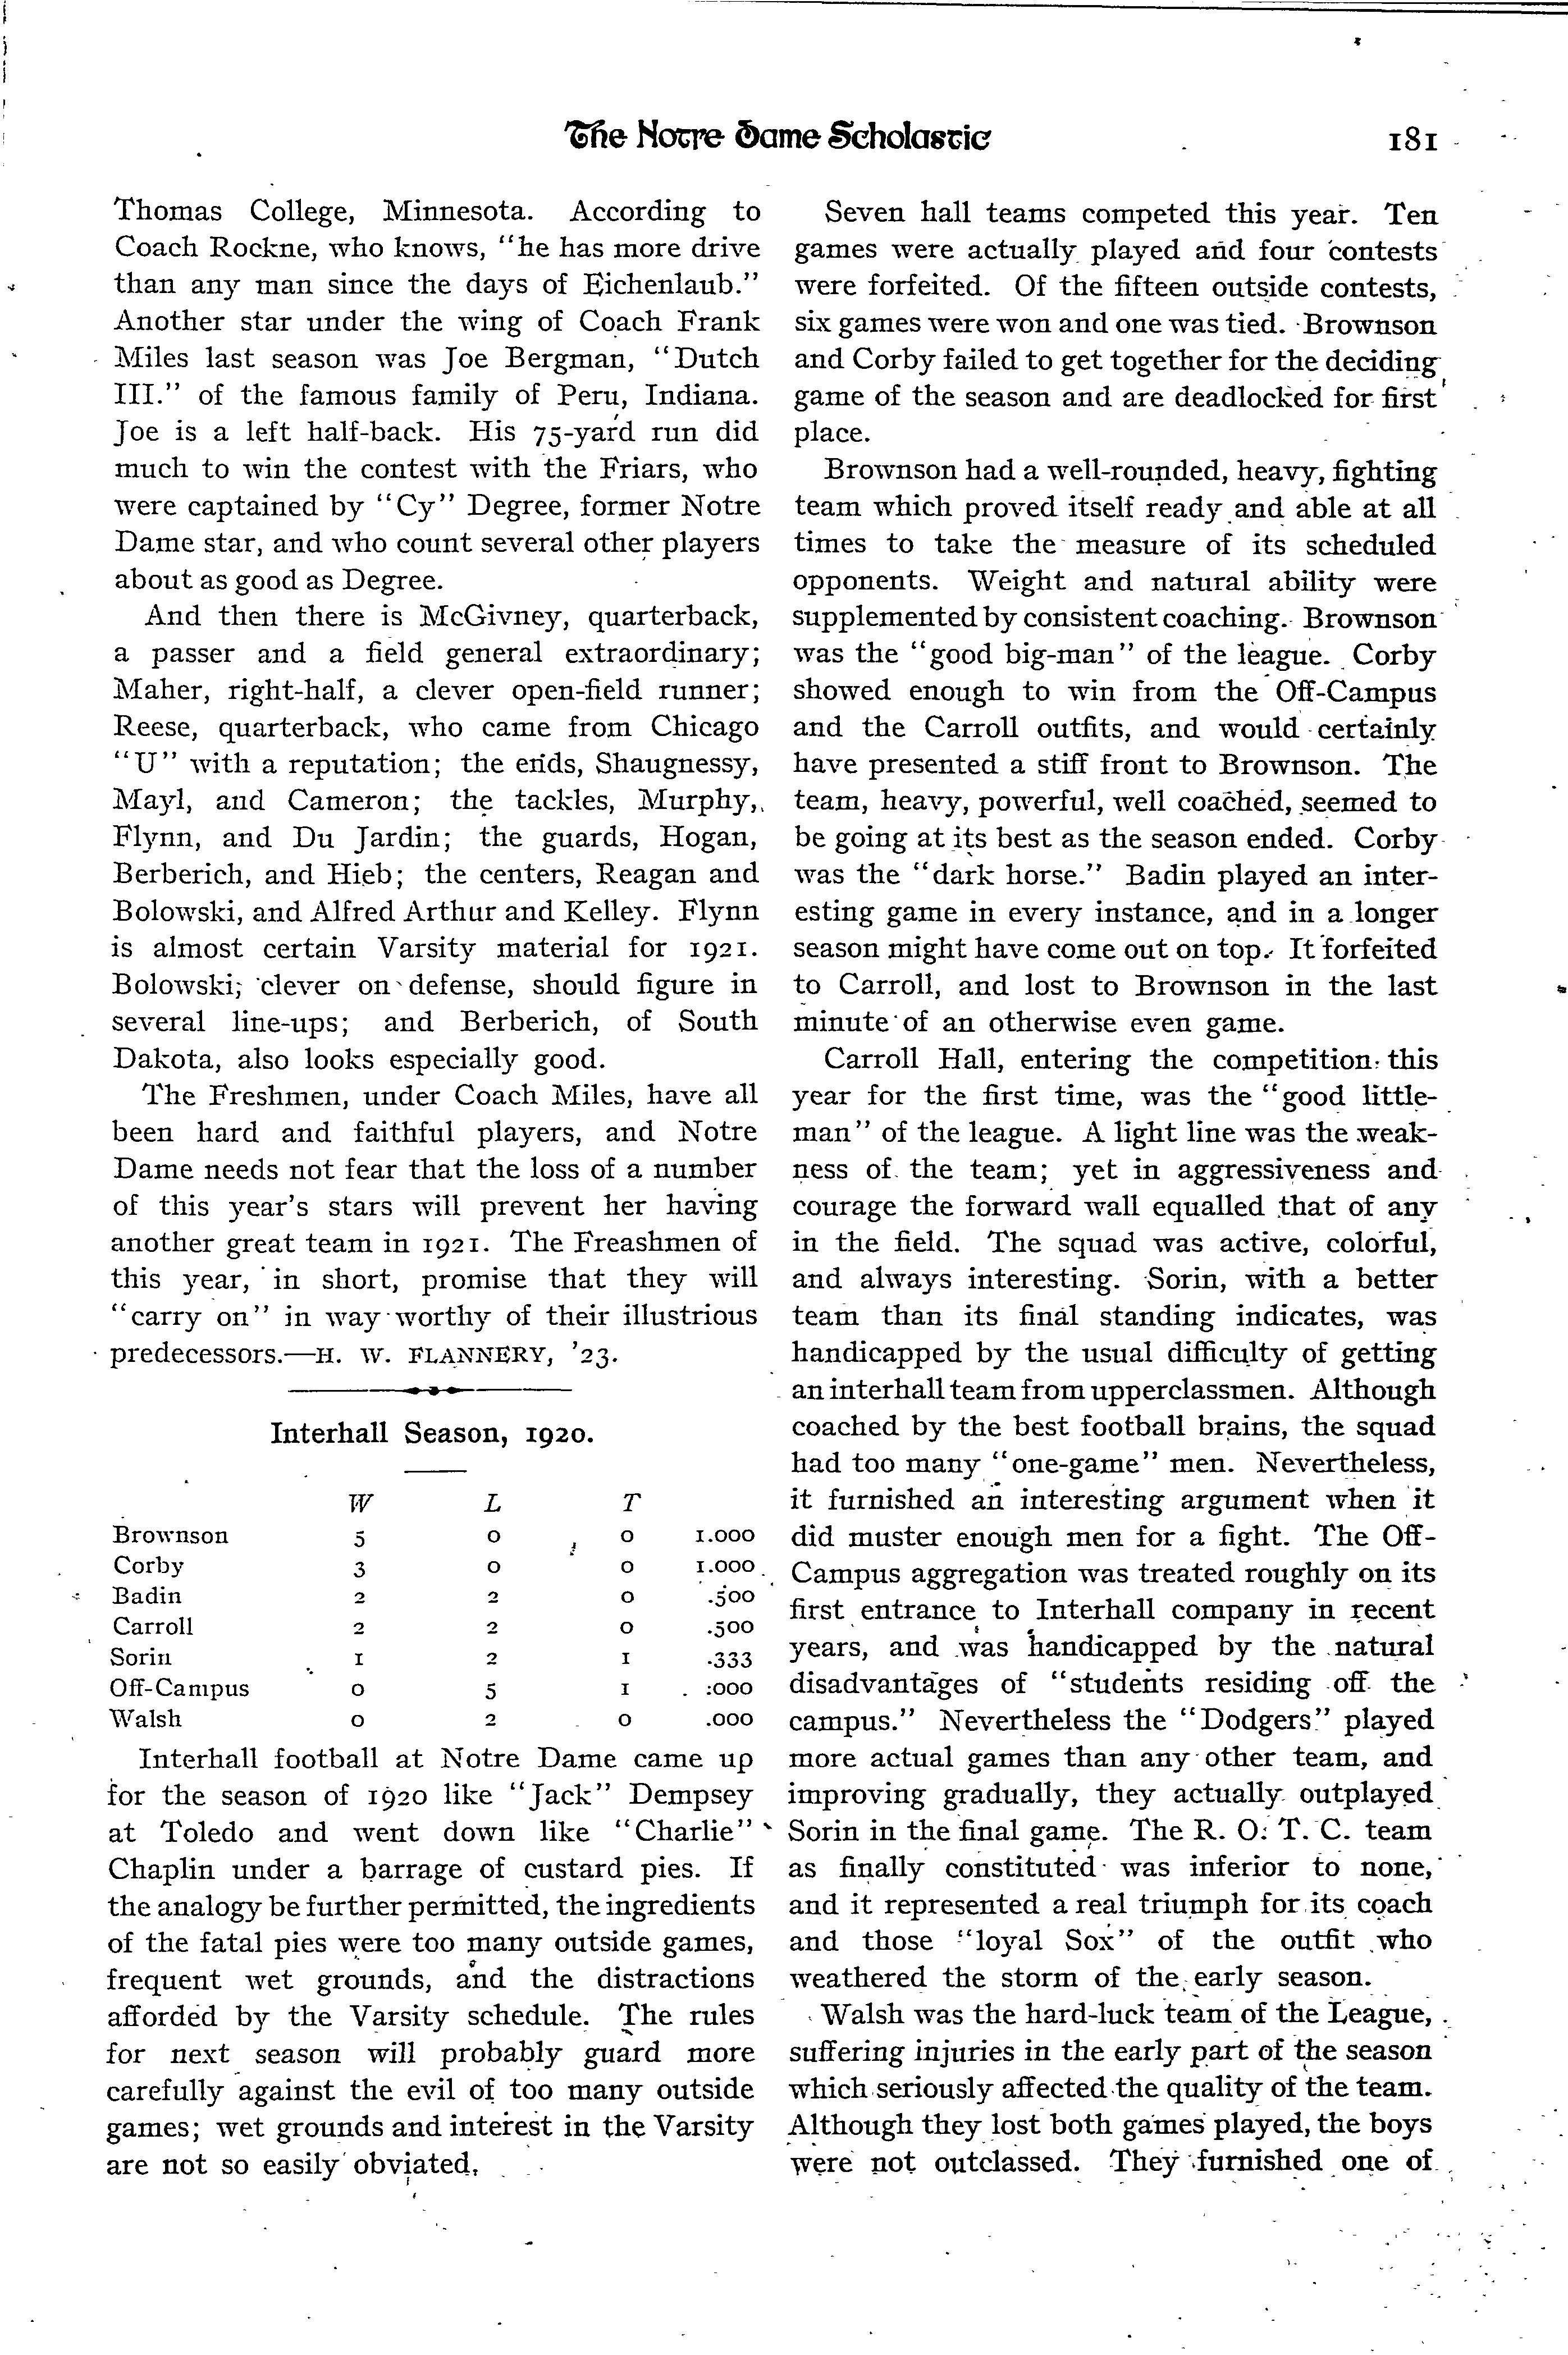 The Notre Dame Scholastic
181
Thomas College, Minnesota. According to
Coach Rockne, who knows, "he has more drive
than any man since the days of Eichenlaub."
Another star under the wing of Coach Frank
Miles last season was Joe Bergman, "Dutch
III." of the famous family of Peru, Indiana.
Joe is a left half-back. His 75-yard run did
much to win the contest with the Friars, who
were captained by "Cy" Degree, former Notre
Dame star, and who count several other players
about as good as Degree.
And then there is McGivney, quarterback,
a passer and a field general extraordinary;
Maher, right-half, a clever open-field runner;
Reese, quarterback, who came from Chicago
"U" with a reputation; the ends, Shaugnessy,
Mayl, and Cameron; the tackles, Murphy,
Flynn, and Du Jardin; the guards, Hogan,
Berberich, and Hieb; the centers, Reagan and
Bolowski, and Alfred Arthur and Kelley. Flynn
is almost certain Varsity material for 1921.
Bolowski; clever on defense, should figure in
several line-ups; and Berberich, of South
Dakota, also looks especially good.
The Freshmen, under Coach Miles, have all
been hard and faithful players, and Notre
Dame needs not fear that the loss of a number
of this year's stars will prevent her having
another great team in 1921. The Freashmen of
this year, in short, promise that they will
"carry on" in way worthy of their illustrious
predecessors.—H. W. FLANNERY, '23.
Interhall Season, 1920.
W L T
Brownson 5 0 0 1.000
Corby 3 0 0 1.000
Badin 2 2 0 .500
Carroll 2 2 0 .500
Sorin 1 2 1 .333
Off-Campus 0 5 1 .000
Walsh 0 2 0 .000
Interhall football at Notre Dame came up
for the season of 1920 like "Jack" Dempsey
at Toledo and went down like "Charlie"
Chaplin under a barrage of custard pies. If
the analogy be further permitted, the ingredients
of the fatal pies were too many outside games,
frequent wet grounds, and the distractions
afforded by the Varsity schedule. The rules
for next season will probably guard more
carefully against the evil of too many outside
games; wet grounds and interest in the Varsity
are not so easily obviated.
Seven hall teams competed this year. Ten
games were actually played and four contests
were forfeited. Of the fifteen outside contests,
six games were won and one was tied. Brownson
and Corby failed to get together for the deciding
game of the season and are deadlocked for first
place.
Brownson had a well-rounded, heavy, fighting
team which proved itself ready and able at all
times to take the measure of its scheduled
opponents. Weight and natural ability were
supplemented by consistent coaching. Brownson
was the "good big-man" of the league. Corby
showed enough to win from the Off-Campus
and the Carroll outfits, and would certainly
have presented a stiff front to Brownson. The
team, heavy, powerful, well coached, seemed to
be going at its best as the season ended. Corby
was the "dark horse." Badin played an inter-
esting game in every instance, and in a longer
season might have come out on top. It forfeited
to Carroll, and lost to Brownson in the last
minute of an otherwise even game.
Carroll Hall, entering the competition this
year for the first time, was the "good little-
man" of the league. A light line was the weak-
ness of the team; yet in aggressiveness and
courage the forward wall equalled that of any
in the field. The squad was active, colorful,
and always interesting. Sorin, with a better
team than its final standing indicates, was
handicapped by the usual difficulty of getting
an interhall team from upperclassmen. Although
coached by the best football brains, the squad
had too many "one-game" men. Nevertheless,
it furnished an interesting argument when it
did muster enough men for a fight. The Off-
Campus aggregation was treated roughly on its
first entrance to Interhall company in recent
years, and was handicapped by the natural
disadvantages of "students residing off the
campus." Nevertheless the "Dodgers" played
more actual games than any other team, and
improving gradually, they actually outplayed
Sorin in the final game. The R. O. T. C. team
as finally constituted was inferior to none,
and it represented a real triumph for its coach
and those "loyal Sox" of the outfit who
weathered the storm of the early season.
Walsh was the hard-luck team of the League,
suffering injuries in the early part of the season
which seriously affected the quality of the team.
Although they lost both games played, the boys
were not outclassed. They furnished one of